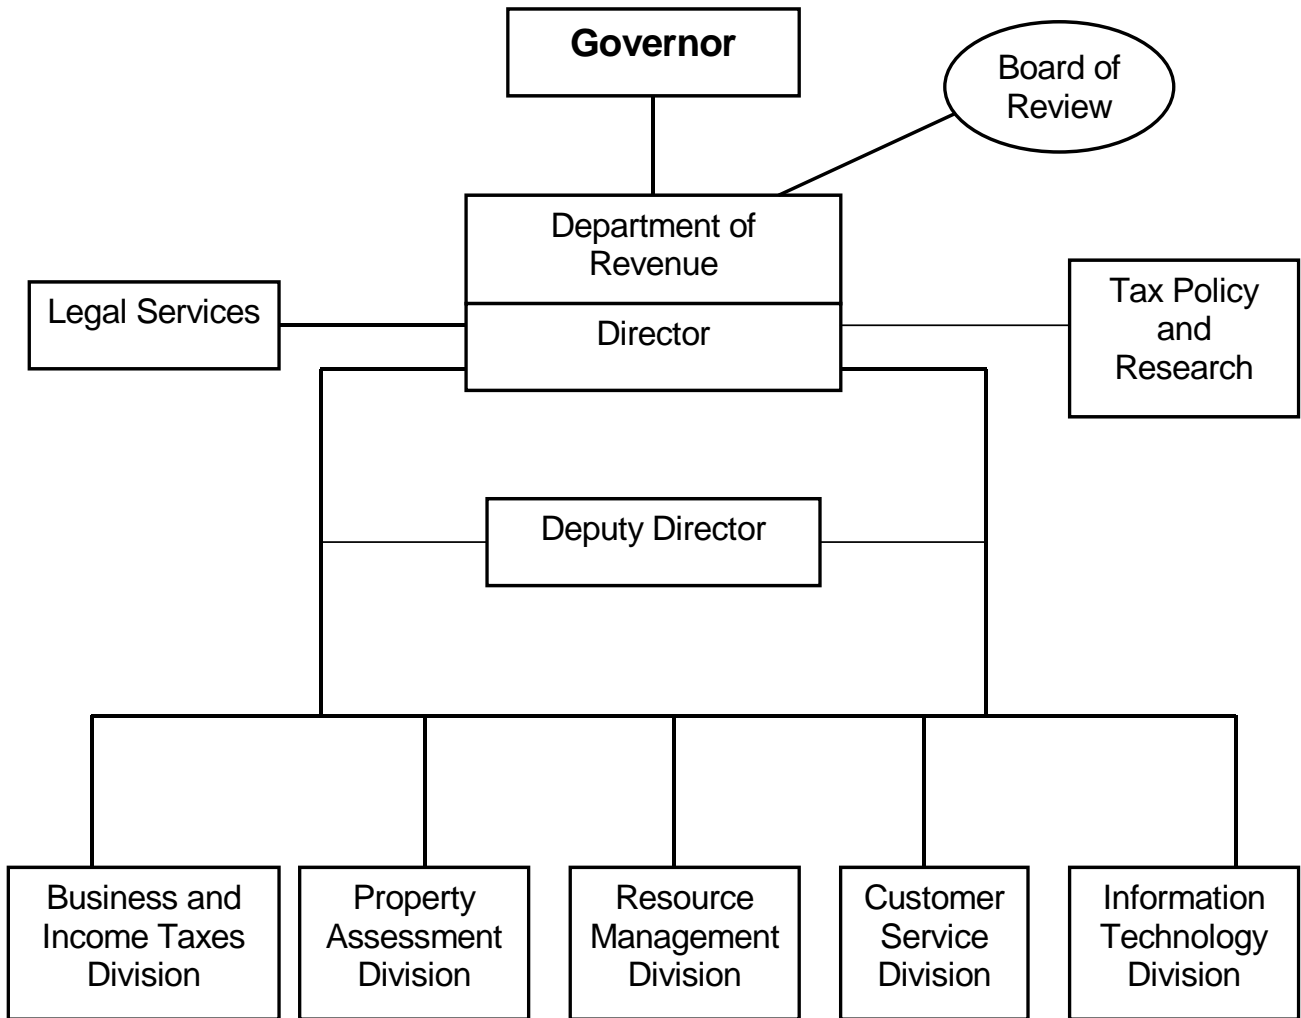 Governor
Board of
Review
Department of
Revenue
Director
Legal Services
Tax Policy
and
Research
Deputy Director
Business and
Income Taxes
Division
Property
Assessment
Division
Resource
Management
Division
Customer
Service
Division
Information
Technology
Division